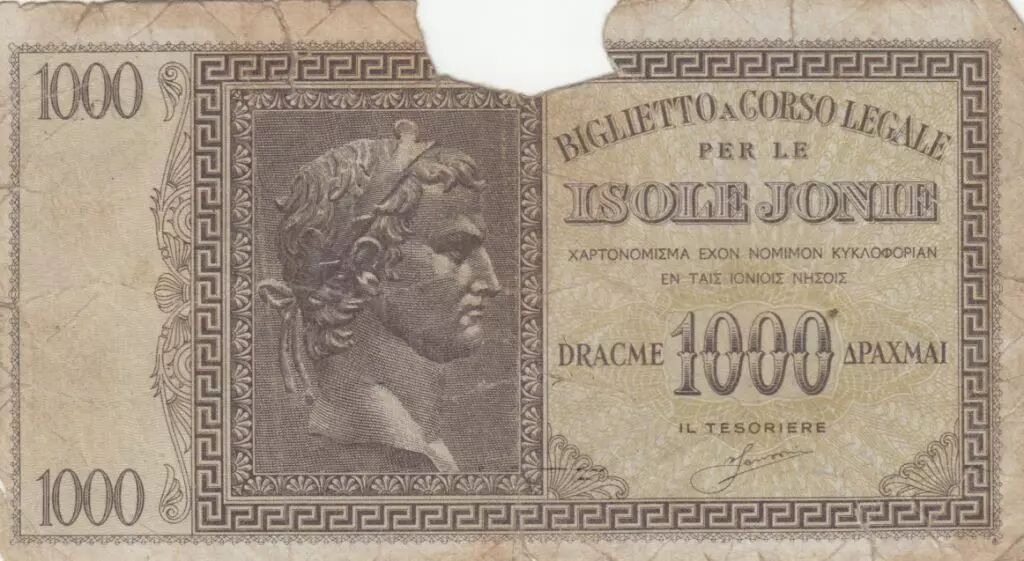 1000
BIGLIETTO A CORSO LEGALE
PER LE
ISOLE JONIE
ΧΑΡΤΟΝΟΜΙΣΜΑ ΕΧΟΝ ΝΟΜΙΜΟΝ ΚΥΚΛΟΦΟΡΙΑΝ
ΕΝ ΤΑΙΣ ΙΟΝΙΟΙΣ ΝΗΣΟΙΣ
DRACME 1000 ΔΡΑΧΜΑΙ
IL TESORIERE
1000